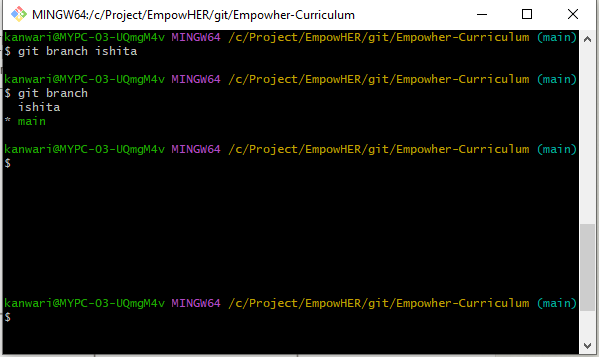 MINGW64:/c/Project/EmpowHER/git/Empowher-Curriculum
kanwari@MYPC-03-UQmgM4v MINGW64 /c/Project/EmpowHER/git/Empowher-Curriculum (main)
$ git branch ishita
kanwari@MYPC-03-UQmgM4v MINGW64 /c/Project/EmpowHER/git/Empowher-Curriculum (main)
$ git branch
  ishita
* main
kanwari@MYPC-03-UQmgM4v MINGW64 /c/Project/EmpowHER/git/Empowher-Curriculum (main)
$
kanwari@MYPC-03-UQmgM4v MINGW64 /c/Project/EmpowHER/git/Empowher-Curriculum (main)
$